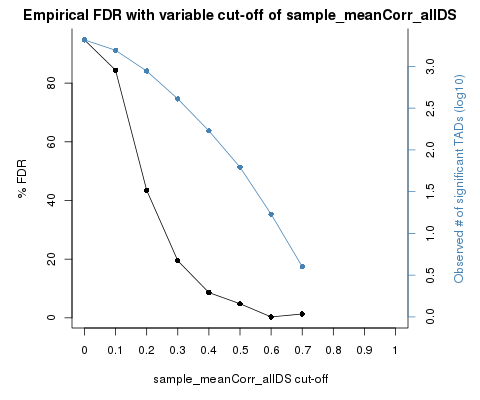 Empirical FDR with variable cut-off of sample_meanCorr_allDS
% FDR
0 20 40 60 80
0.0 0.5 1.0 1.5 2.0 2.5 3.0
Observed # of significant TADs (log10)
0 0.1 0.2 0.3 0.4 0.5 0.6 0.7 0.8 0.9 1
sample_meanCorr_allDS cut-off